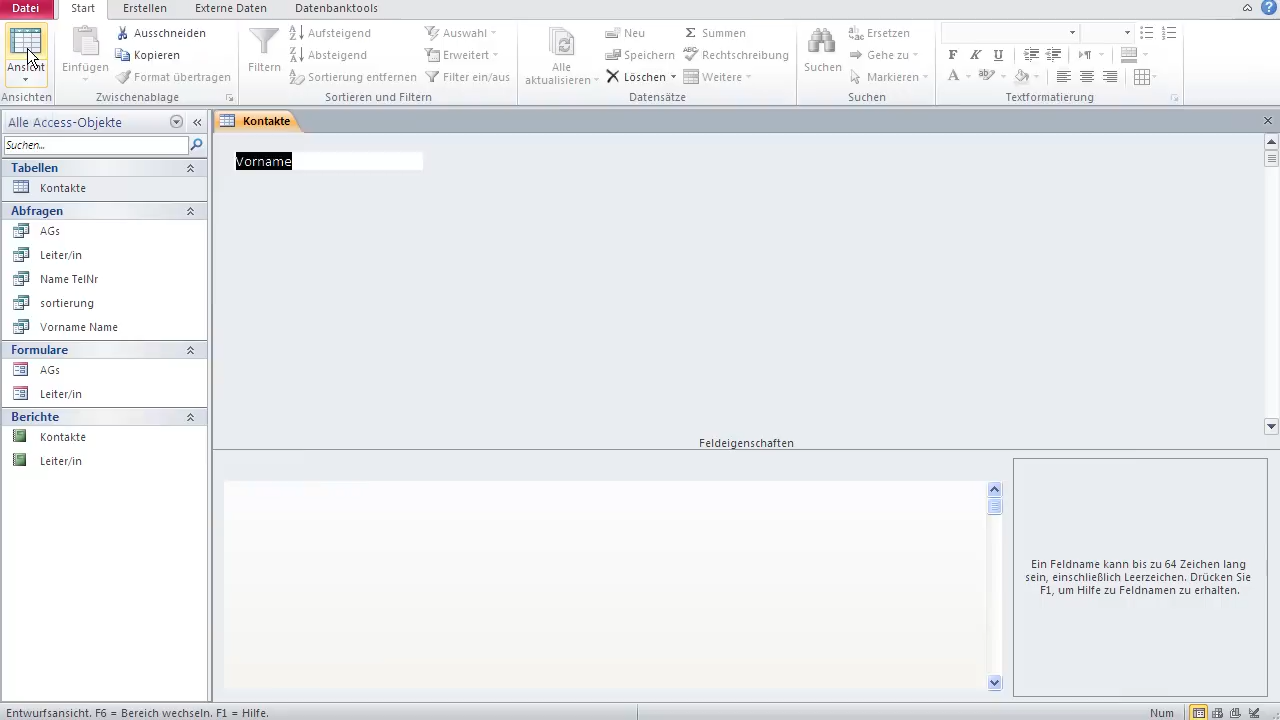 Datei Start Erstellen Externe Daten Datenbanktools
Ansicht
Ansichten
Einfügen
Ausschneiden
Kopieren
Format übertragen
Zwischenablage
Filtern
Aufsteigend
Absteigend
Sortierung entfernen
Auswahl
Erweitert
Filter ein/aus
Sortieren und Filtern
Alle
aktualisieren
Neu
Speichern
Löschen
Summen
Rechtschreibung
Weitere
Datensätze
Suchen
Ersetzen
Gehe zu
Markieren
Suchen
F K U
Textformatierung
Alle Access-Objekte
Suchen...
Tabellen
Kontakte
Abfragen
AGs
Leiter/in
Name TelNr
sortierung
Vorname Name
Formulare
AGs
Leiter/in
Berichte
Kontakte
Leiter/in
Kontakte
Vorname
Feldeigenschaften
Ein Feldname kann bis zu 64 Zeichen lang
sein, einschließlich Leerzeichen. Drücken Sie
F1, um Hilfe zu Feldnamen zu erhalten.
Entwurfsansicht. F6 = Bereich wechseln. F1 = Hilfe.
Num